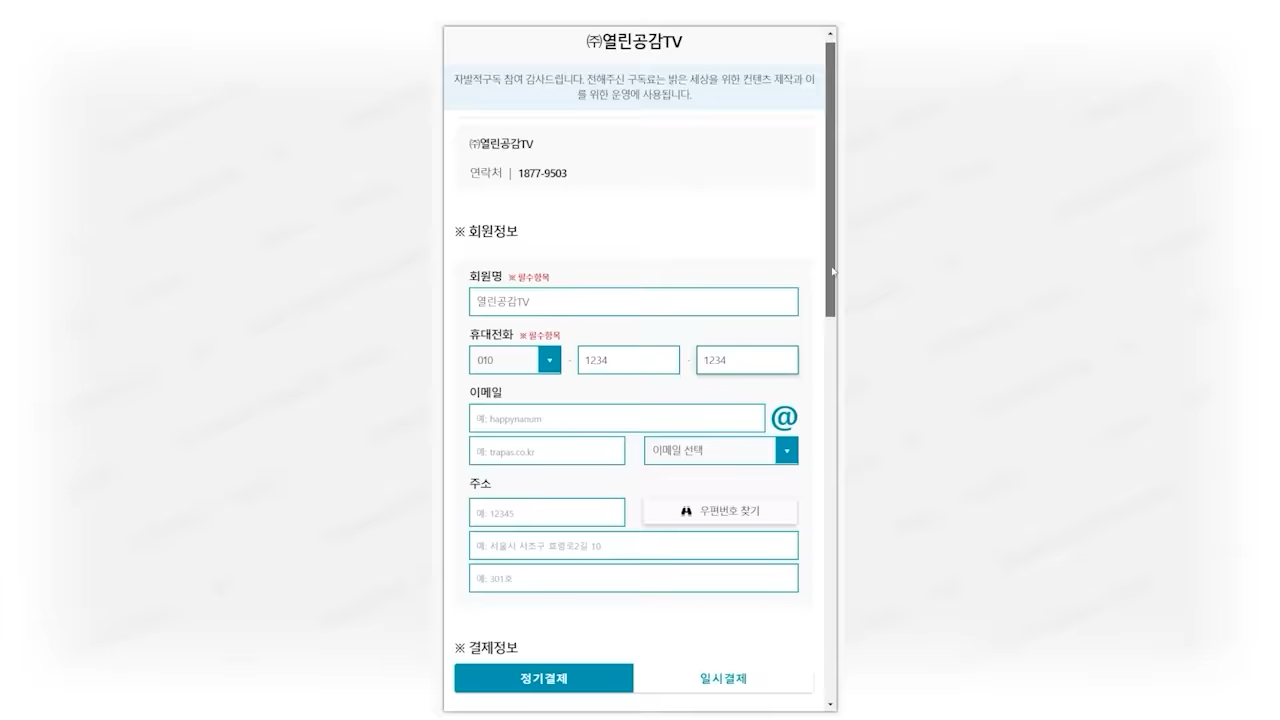 ㈜열린공감TV
자발적구독 참여 감사드립니다. 전해주신 구독료는 밝은 세상을 위한 컨텐츠 제작과 이
를 위한 운영에 사용됩니다.
㈜열린공감TV
연락처 | 1877-9503
※ 회원정보
회원명 ※ 필수항목
열린공감TV
휴대전화 ※ 필수항목
010 - 1234 - 1234
이메일
예: happynanum @
예: trapas.co.kr 이메일 선택
주소
예: 12345 우편번호 찾기
예: 서울시 서초구 효령로2길 10
예: 301호
※ 결제정보
정기결제 일시결제